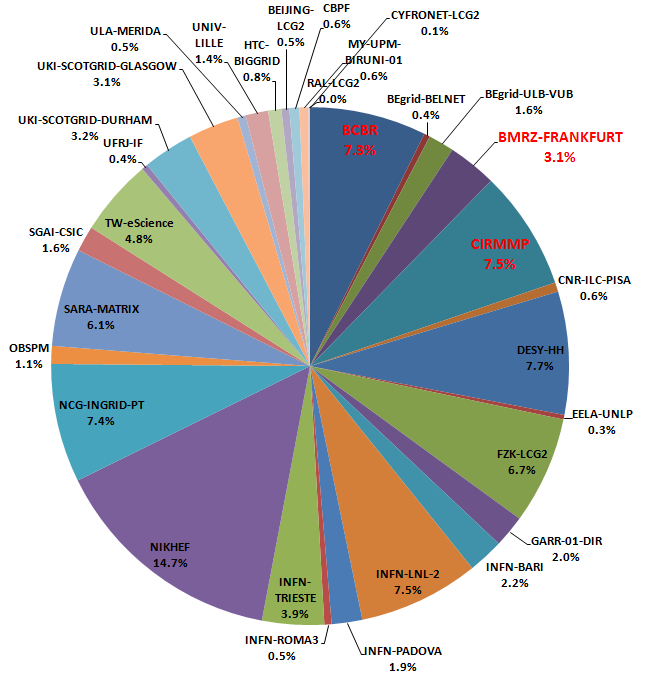 BCBR
7.3%
BEgrid-BELNET
0.4%
BEgrid-ULB-VUB
1.6%
BMRZ-FRANKFURT
3.1%
CIRMMP
7.5%
CNR-ILC-PISA
0.6%
DESY-HH
7.7%
EELA-UNLP
0.3%
FZK-LCG2
6.7%
GARR-01-DIR
2.0%
INFN-BARI
2.2%
INFN-LNL-2
7.5%
INFN-PADOVA
1.9%
INFN-ROMA3
0.5%
INFN-
TRIESTE
3.9%
NIKHEF
14.7%
NCG-INGRID-PT
7.4%
OBSPM
1.1%
SARA-MATRIX
6.1%
SGAI-CSIC
1.6%
TW-eScience
4.8%
UFRJ-IF
0.4%
UKI-SCOTGRID-DURHAM
3.2%
UKI-SCOTGRID-GLASGOW
3.1%
ULA-MERIDA
0.5%
UNIV-
LILLE
1.4%
HTC-
BIGGRID
0.8%
BEIJING-
LCG2
0.5%
CBPF
0.6%
MY-UPM-
BIRUNI-01
0.6%
CYFRONET-LCG2
0.1%
RAL-LCG2
0.0%